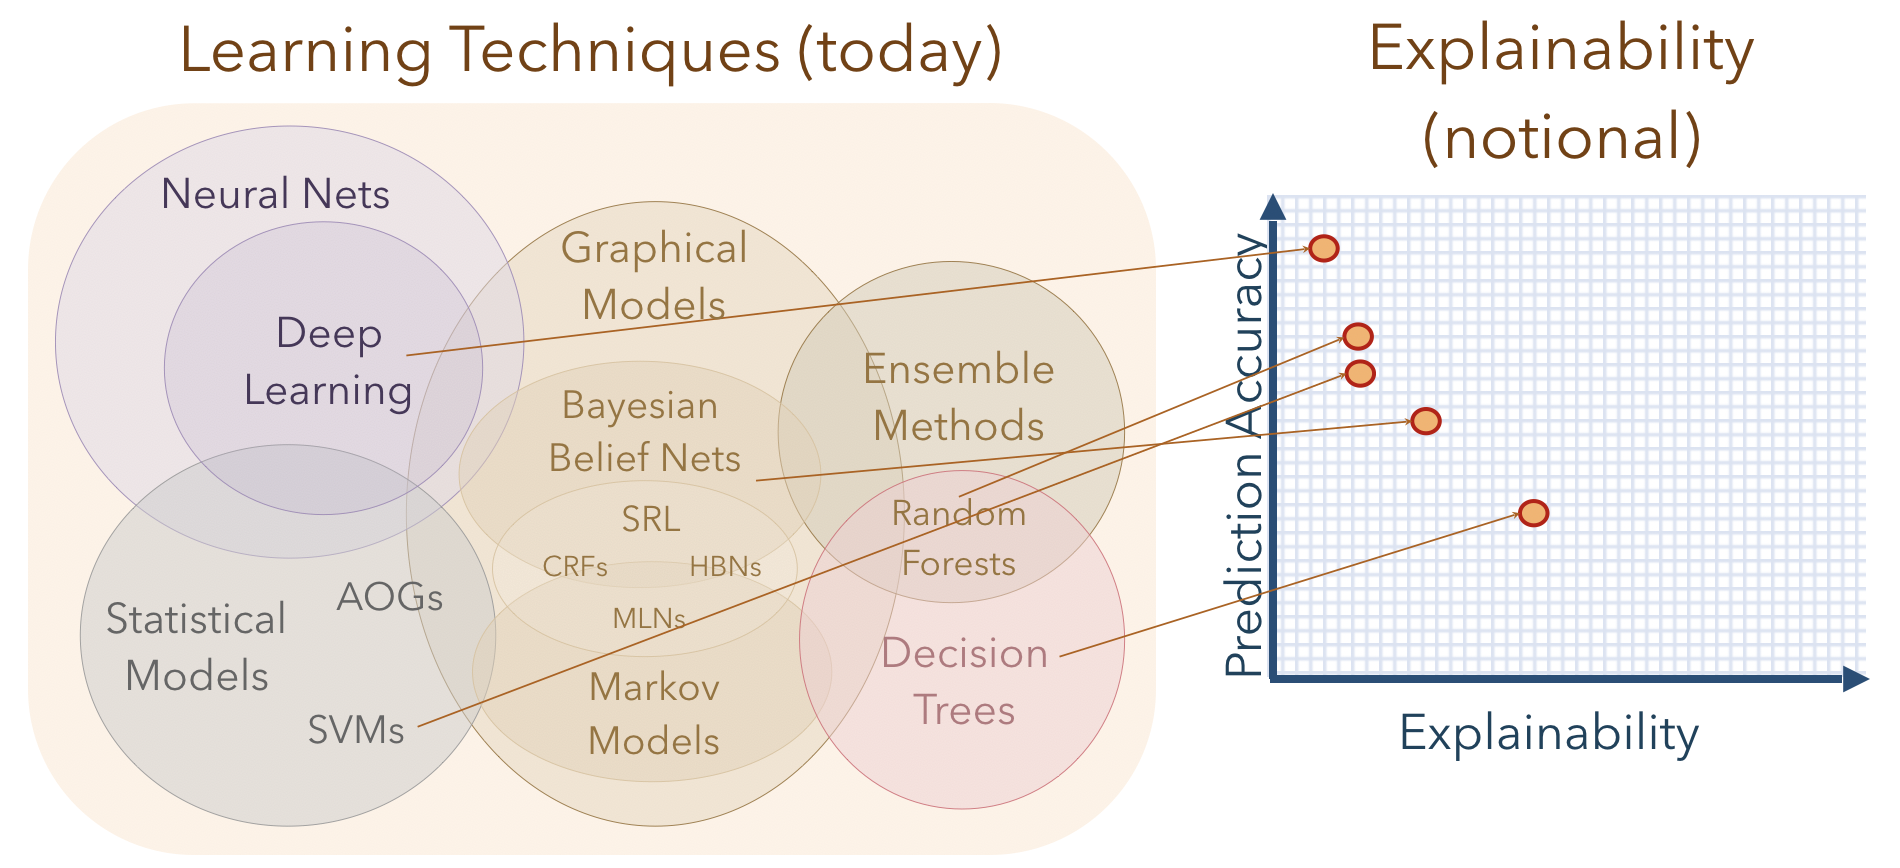 Learning Techniques (today)
Neural Nets
Deep
Learning
Graphical
Models
Bayesian
Belief Nets
SRL
CRFs
HBNs
MLNs
Markov
Models
Ensemble
Methods
Random
Forests
Decision
Trees
Statistical
Models
AOGs
SVMs
Explainability
(notional)
Prediction Accuracy
Explainability